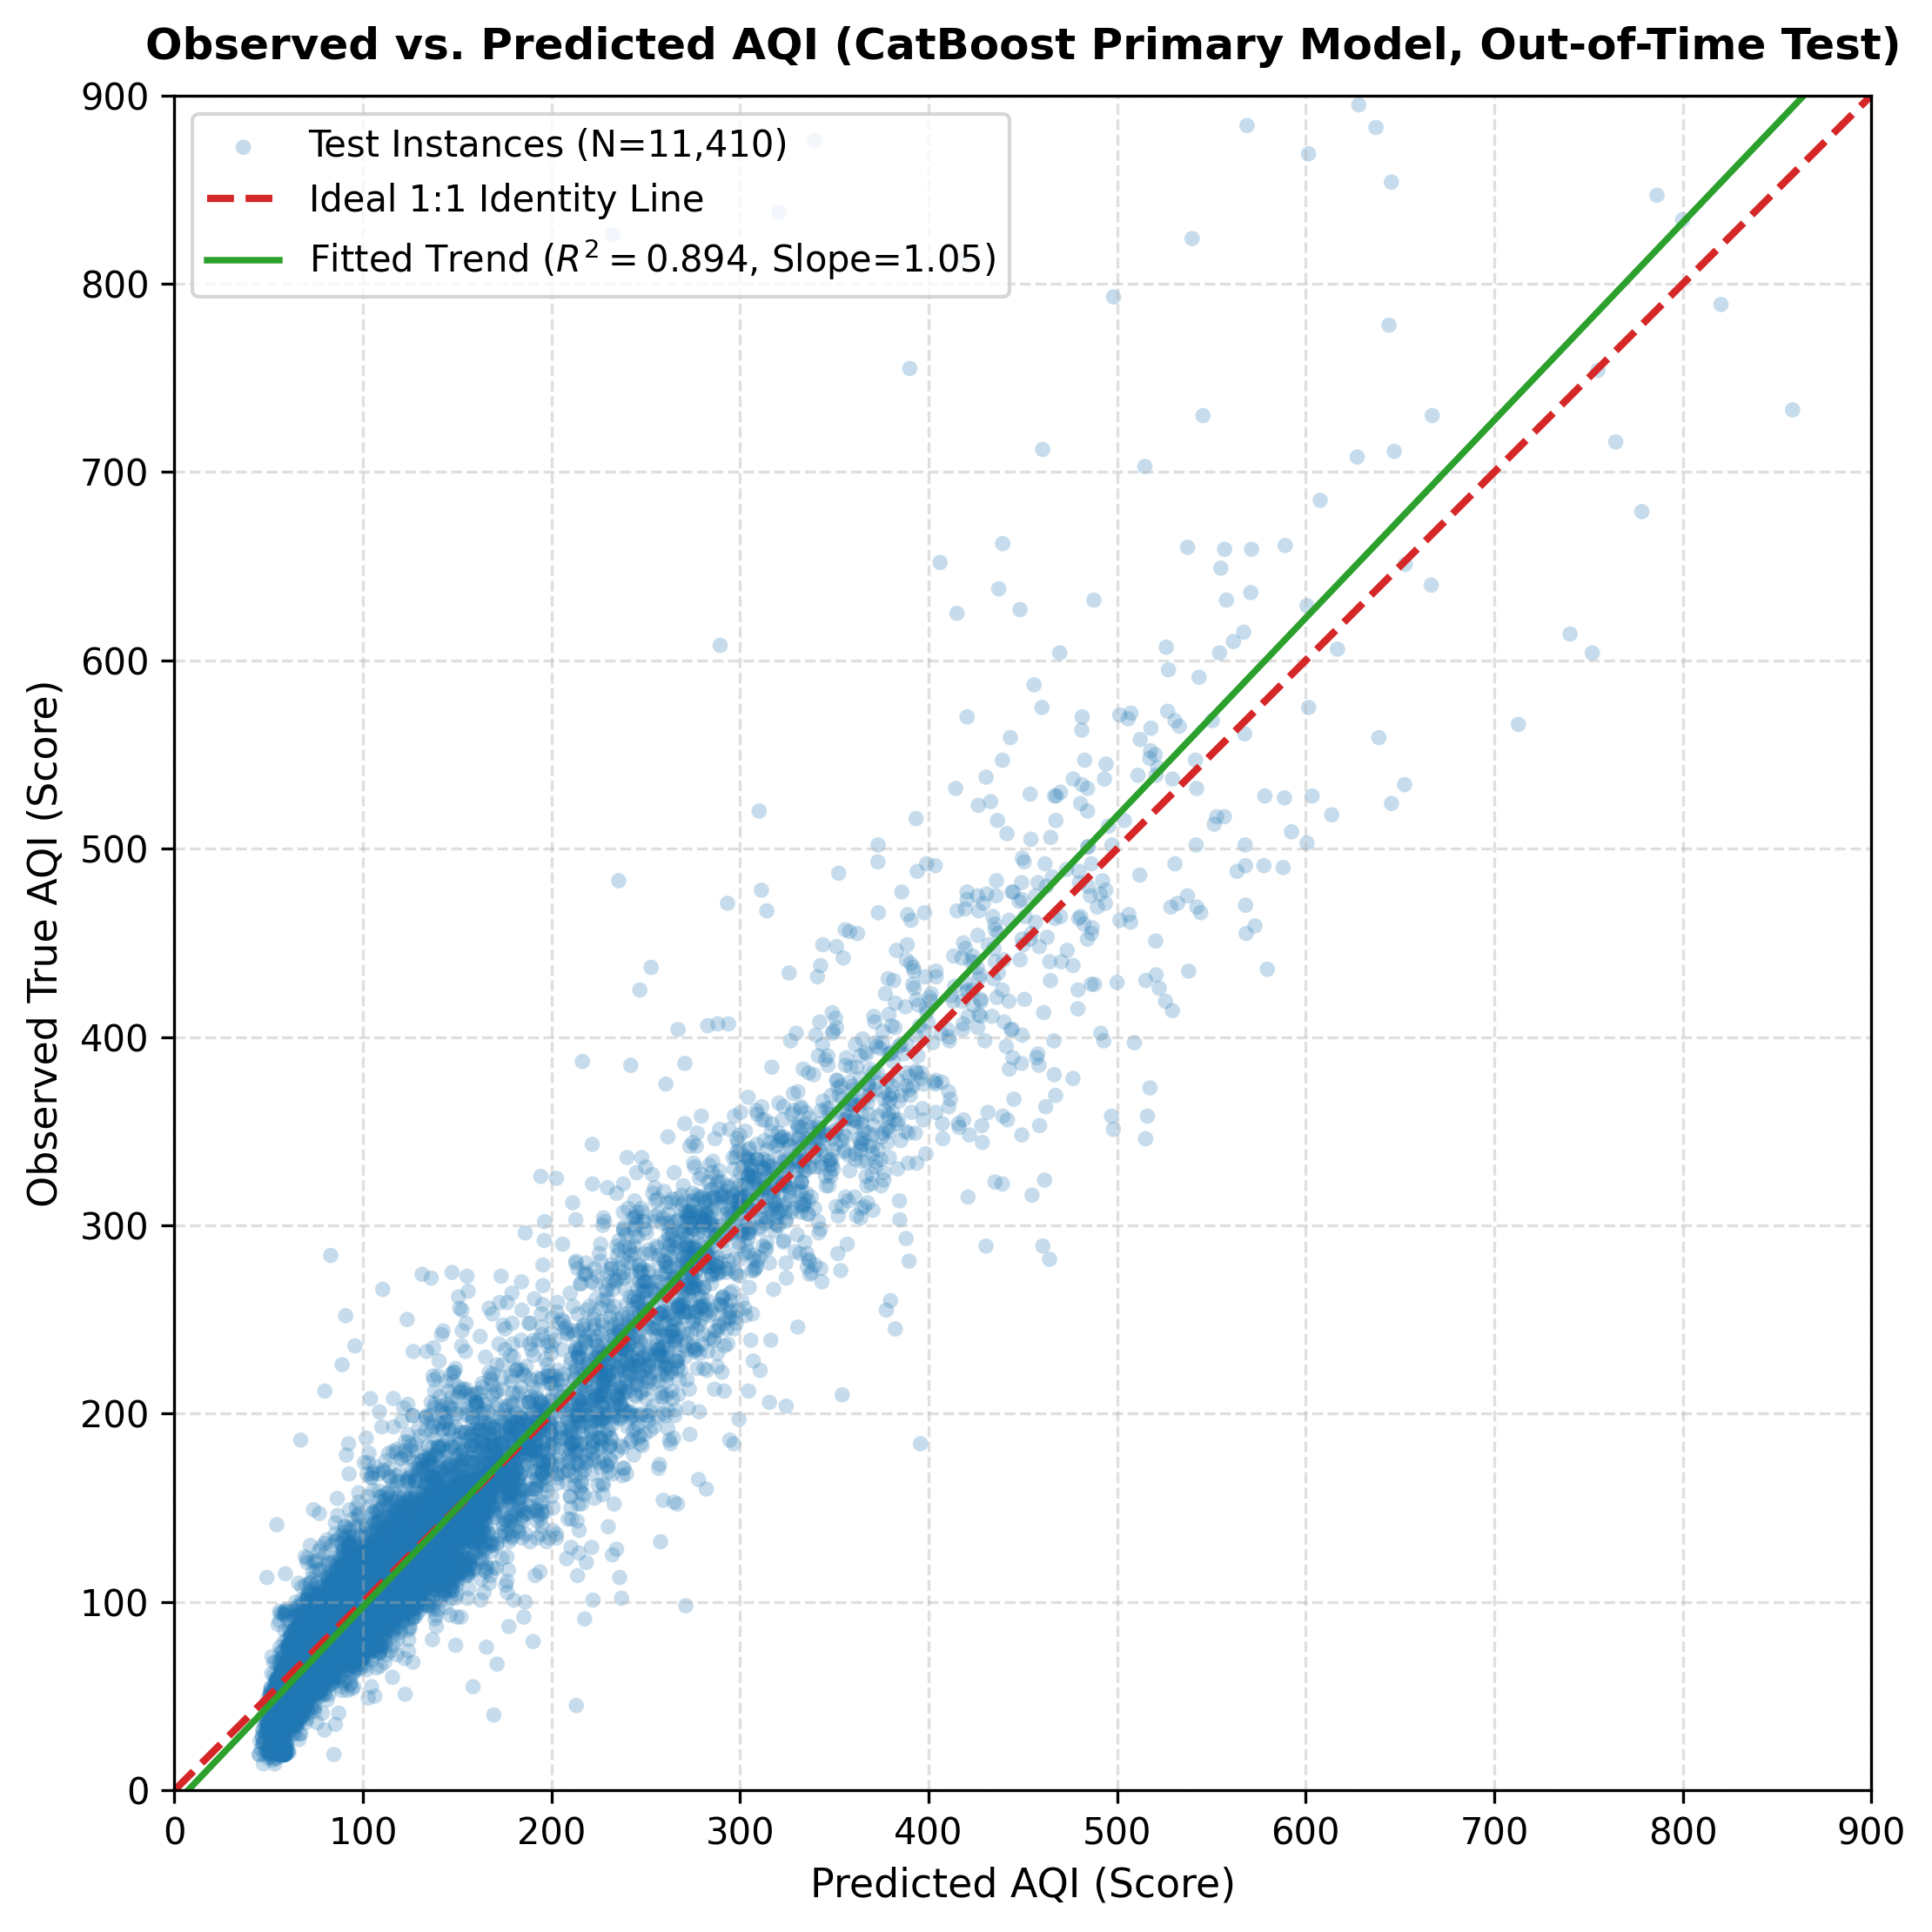 Observed vs. Predicted AQI (CatBoost Primary Model, Out-of-Time Test)
Test Instances (N=11,410)
Ideal 1:1 Identity Line
Fitted Trend (R² = 0.894, Slope=1.05)
Observed True AQI (Score)
900
800
700
600
500
400
300
200
100
0
0 100 200 300 400 500 600 700 800 900
Predicted AQI (Score)